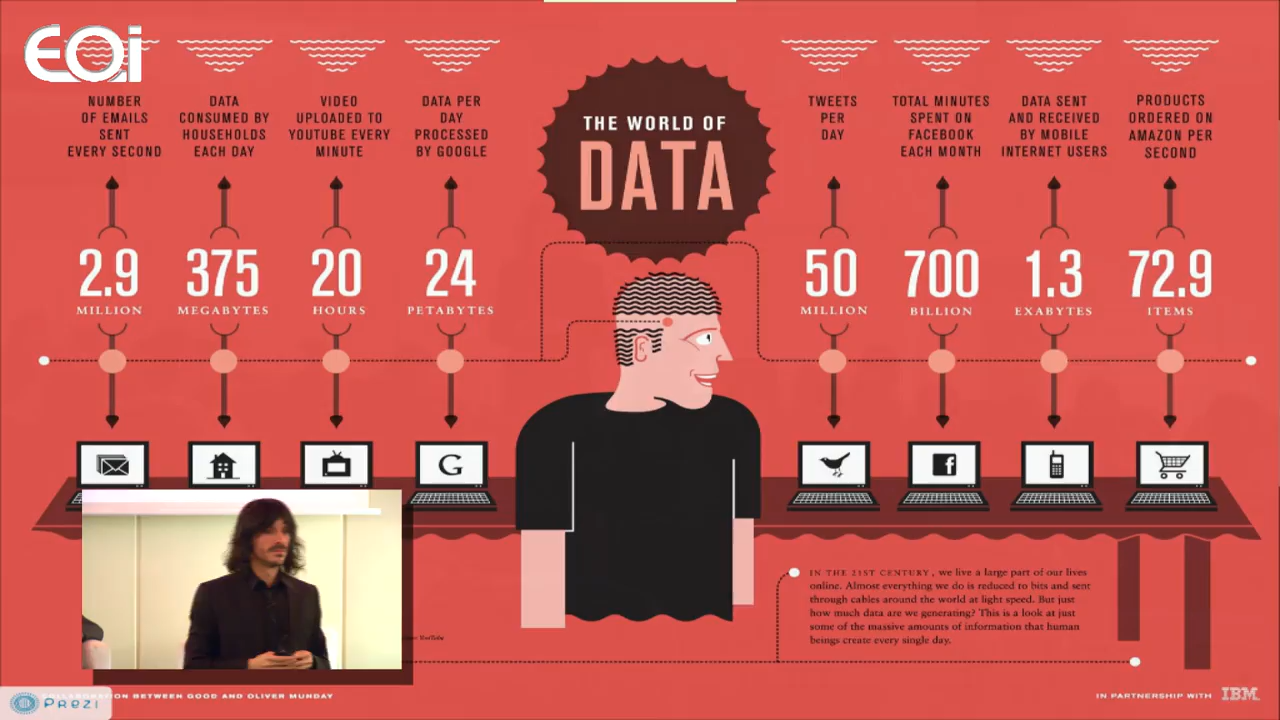 EOi
NUMBER
OF EMAILS
SENT
EVERY SECOND
DATA
CONSUMED BY
HOUSEHOLDS
EACH DAY
VIDEO
UPLOADED TO
YOUTUBE EVERY
MINUTE
DATA PER
DAY
PROCESSED
BY GOOGLE
THE WORLD OF
DATA
TWEETS
PER
DAY
TOTAL MINUTES
SPENT ON
FACEBOOK
EACH MONTH
DATA SENT
AND RECEIVED
BY MOBILE
INTERNET USERS
PRODUCTS
ORDERED ON
AMAZON PER
SECOND
2.9
MILLION
375
MEGABYTES
20
HOURS
24
PETABYTES
50
MILLION
700
BILLION
1.3
EXABYTES
72.9
ITEMS
G
f
IN THE 21ST CENTURY, we live a large part of our lives
online. Almost everything we do is reduced to bits and sent
through cables around the world at light speed. But just
how much data are we generating? This is a look at just
some of the massive amounts of information that human
beings create every single day.
YouTube
BETWEEN GOOD AND OLIVER MUNDAY
IN PARTNERSHIP WITH IBM
PREZI